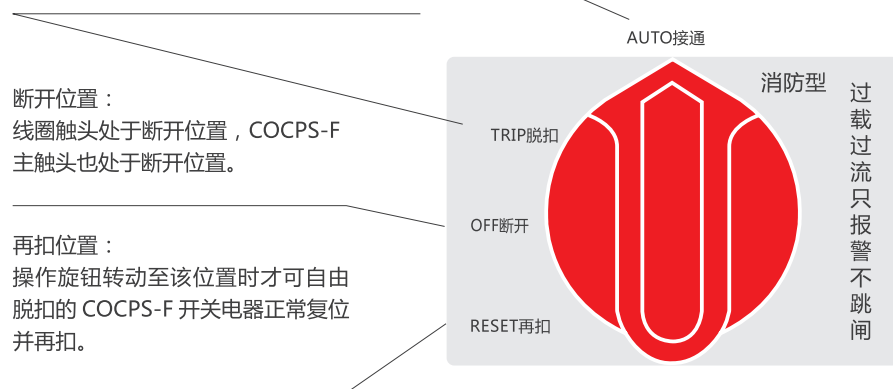 断开位置：
线圈触头处于断开位置，COCPS-F
主触头也处于断开位置。
再扣位置：
操作旋钮转动至该位置时才可自由
脱扣的 COCPS-F 开关电器正常复位
并再扣。
AUTO接通
消防型
TRIP脱扣
OFF断开
RESET再扣
过载过流只报警不跳闸